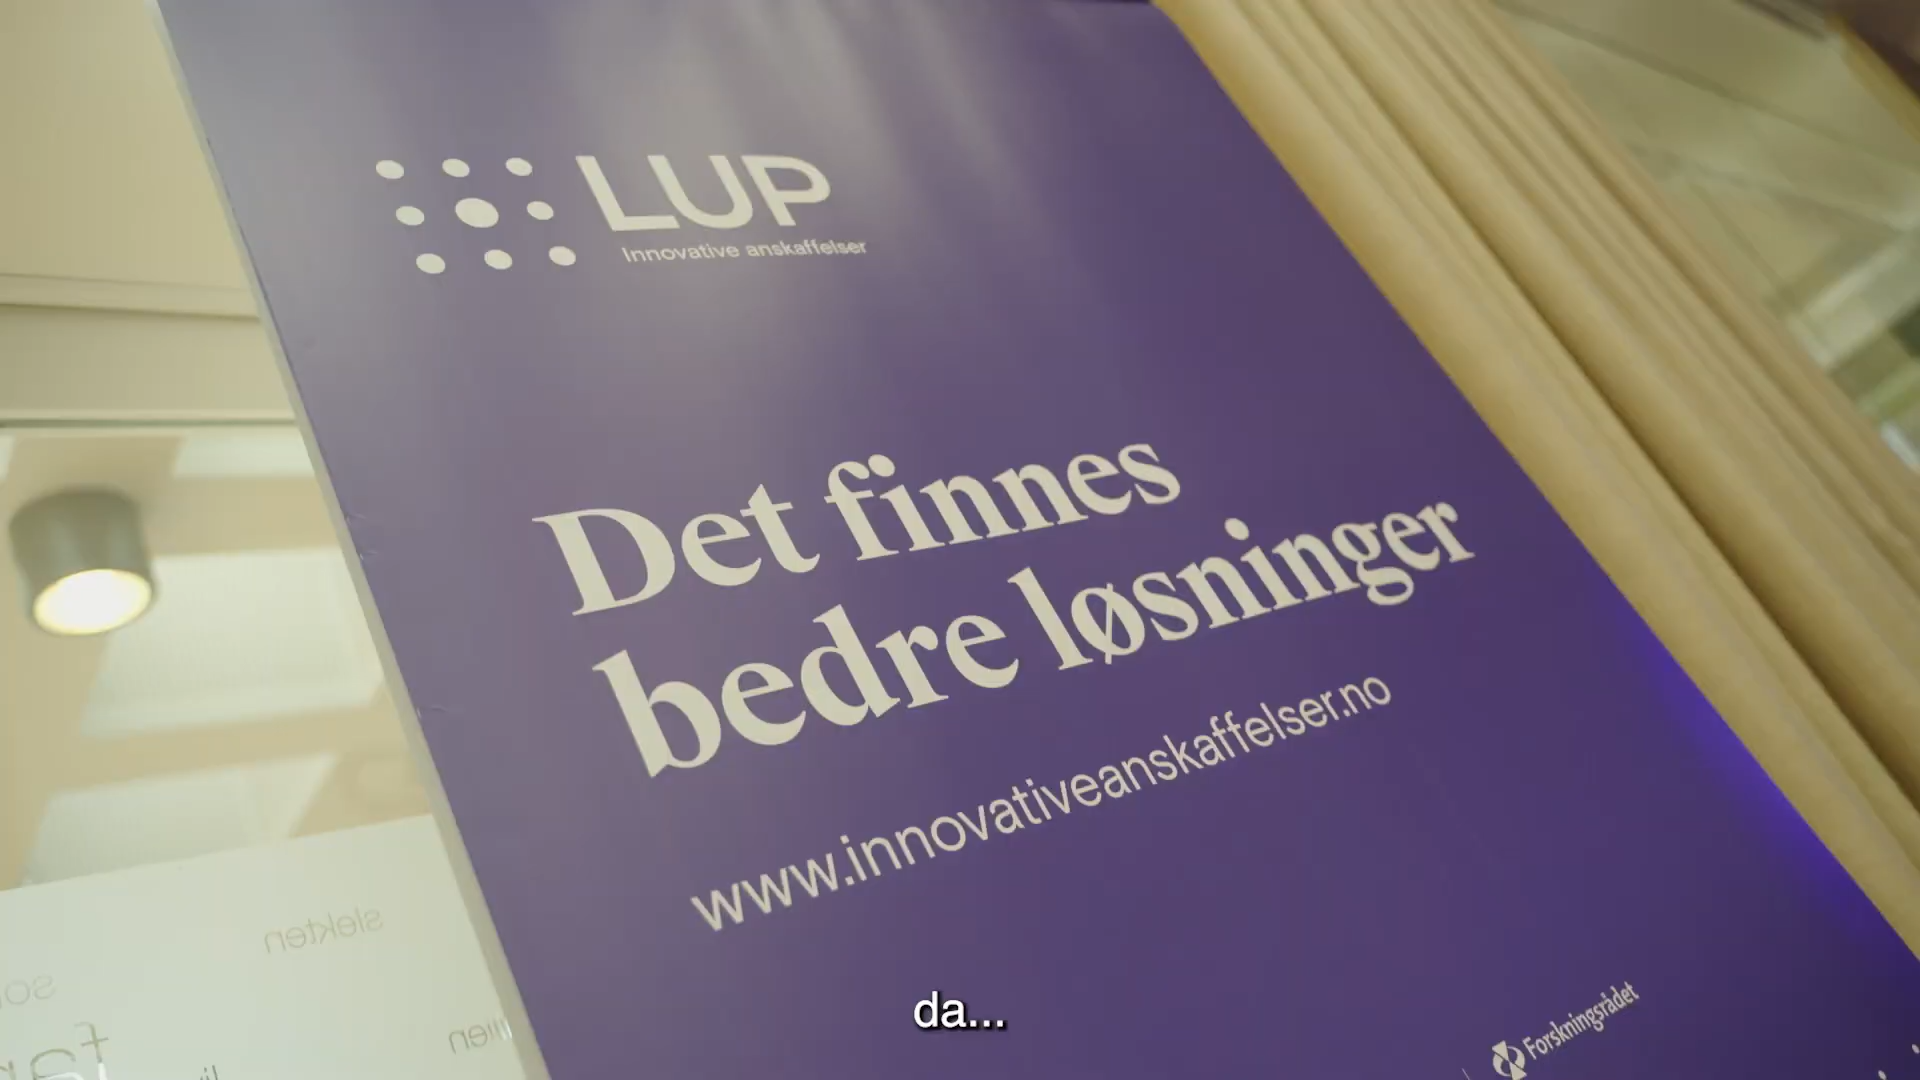 LUP
Innovative anskaffelser
Det finnes
bedre løsninger
www.innovativeanskaffelser.no
slekten
da...
Forskningsrådet